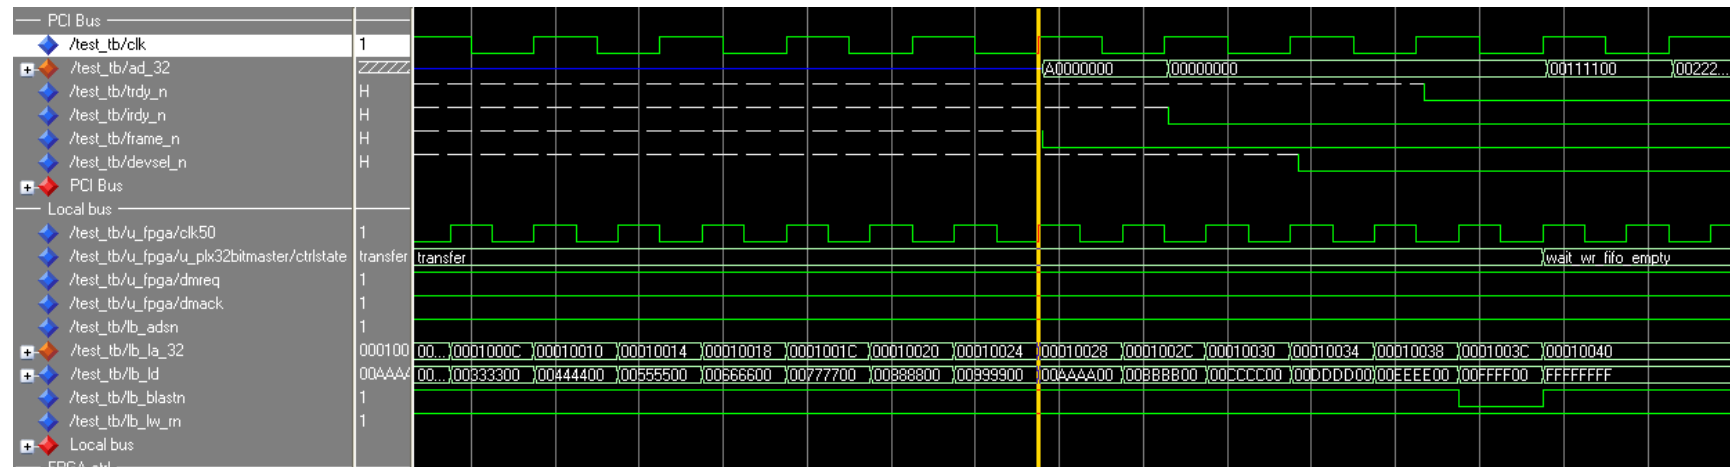 PCI Bus
/test_tb/clk 1
/test_tb/ad_32 A0000000 00000000 00111100 00222...
/test_tb/trdy_n H
/test_tb/irdy_n H
/test_tb/frame_n H
/test_tb/devsel_n H
PCI Bus
Local bus
/test_tb/u_fpga/clk50 1
/test_tb/u_fpga/u_plx32bitmaster/ctrlstate transfer transfer wait_wr_fifo_empty
/test_tb/u_fpga/dmreq 1
/test_tb/u_fpga/dmack 1
/test_tb/lb_adsn 1
/test_tb/lb_la_32 000100 00... 0001000C 00010010 00010014 00010018 0001001C 00010020 00010024 00010028 0001002C 00010030 00010034 00010038 0001003C 00010040
/test_tb/lb_ld 00AAAA 00... 00333300 00444400 00555500 00666600 00777700 00888800 00999900 00AAAA00 00BBBB00 00CCCC00 00DDDD00 00EEEE00 00FFFF00 FFFFFFFF
/test_tb/lb_blastn 1
/test_tb/lb_lw_rn 1
Local bus